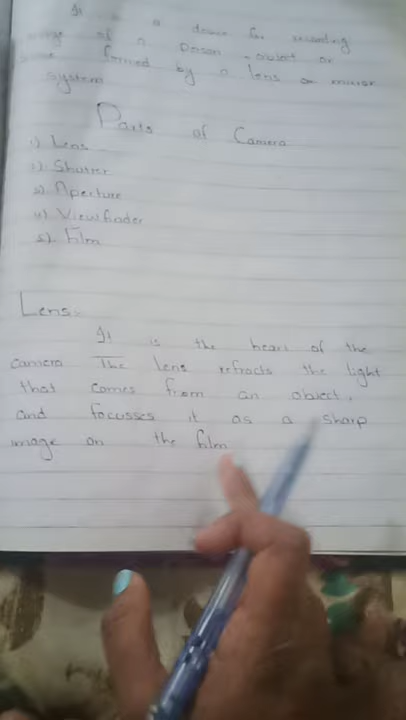 It is a device for recording
image of a person, object or
formed by a lens or mirror
system
Parts of Camera
1) Lens
2) Shutter
3) Aperture
4) Viewfinder
5) Film
Lens:-
It is the heart of the
camera The lens refracts the light
that comes from an object,
and focusses it as a sharp
image on the film